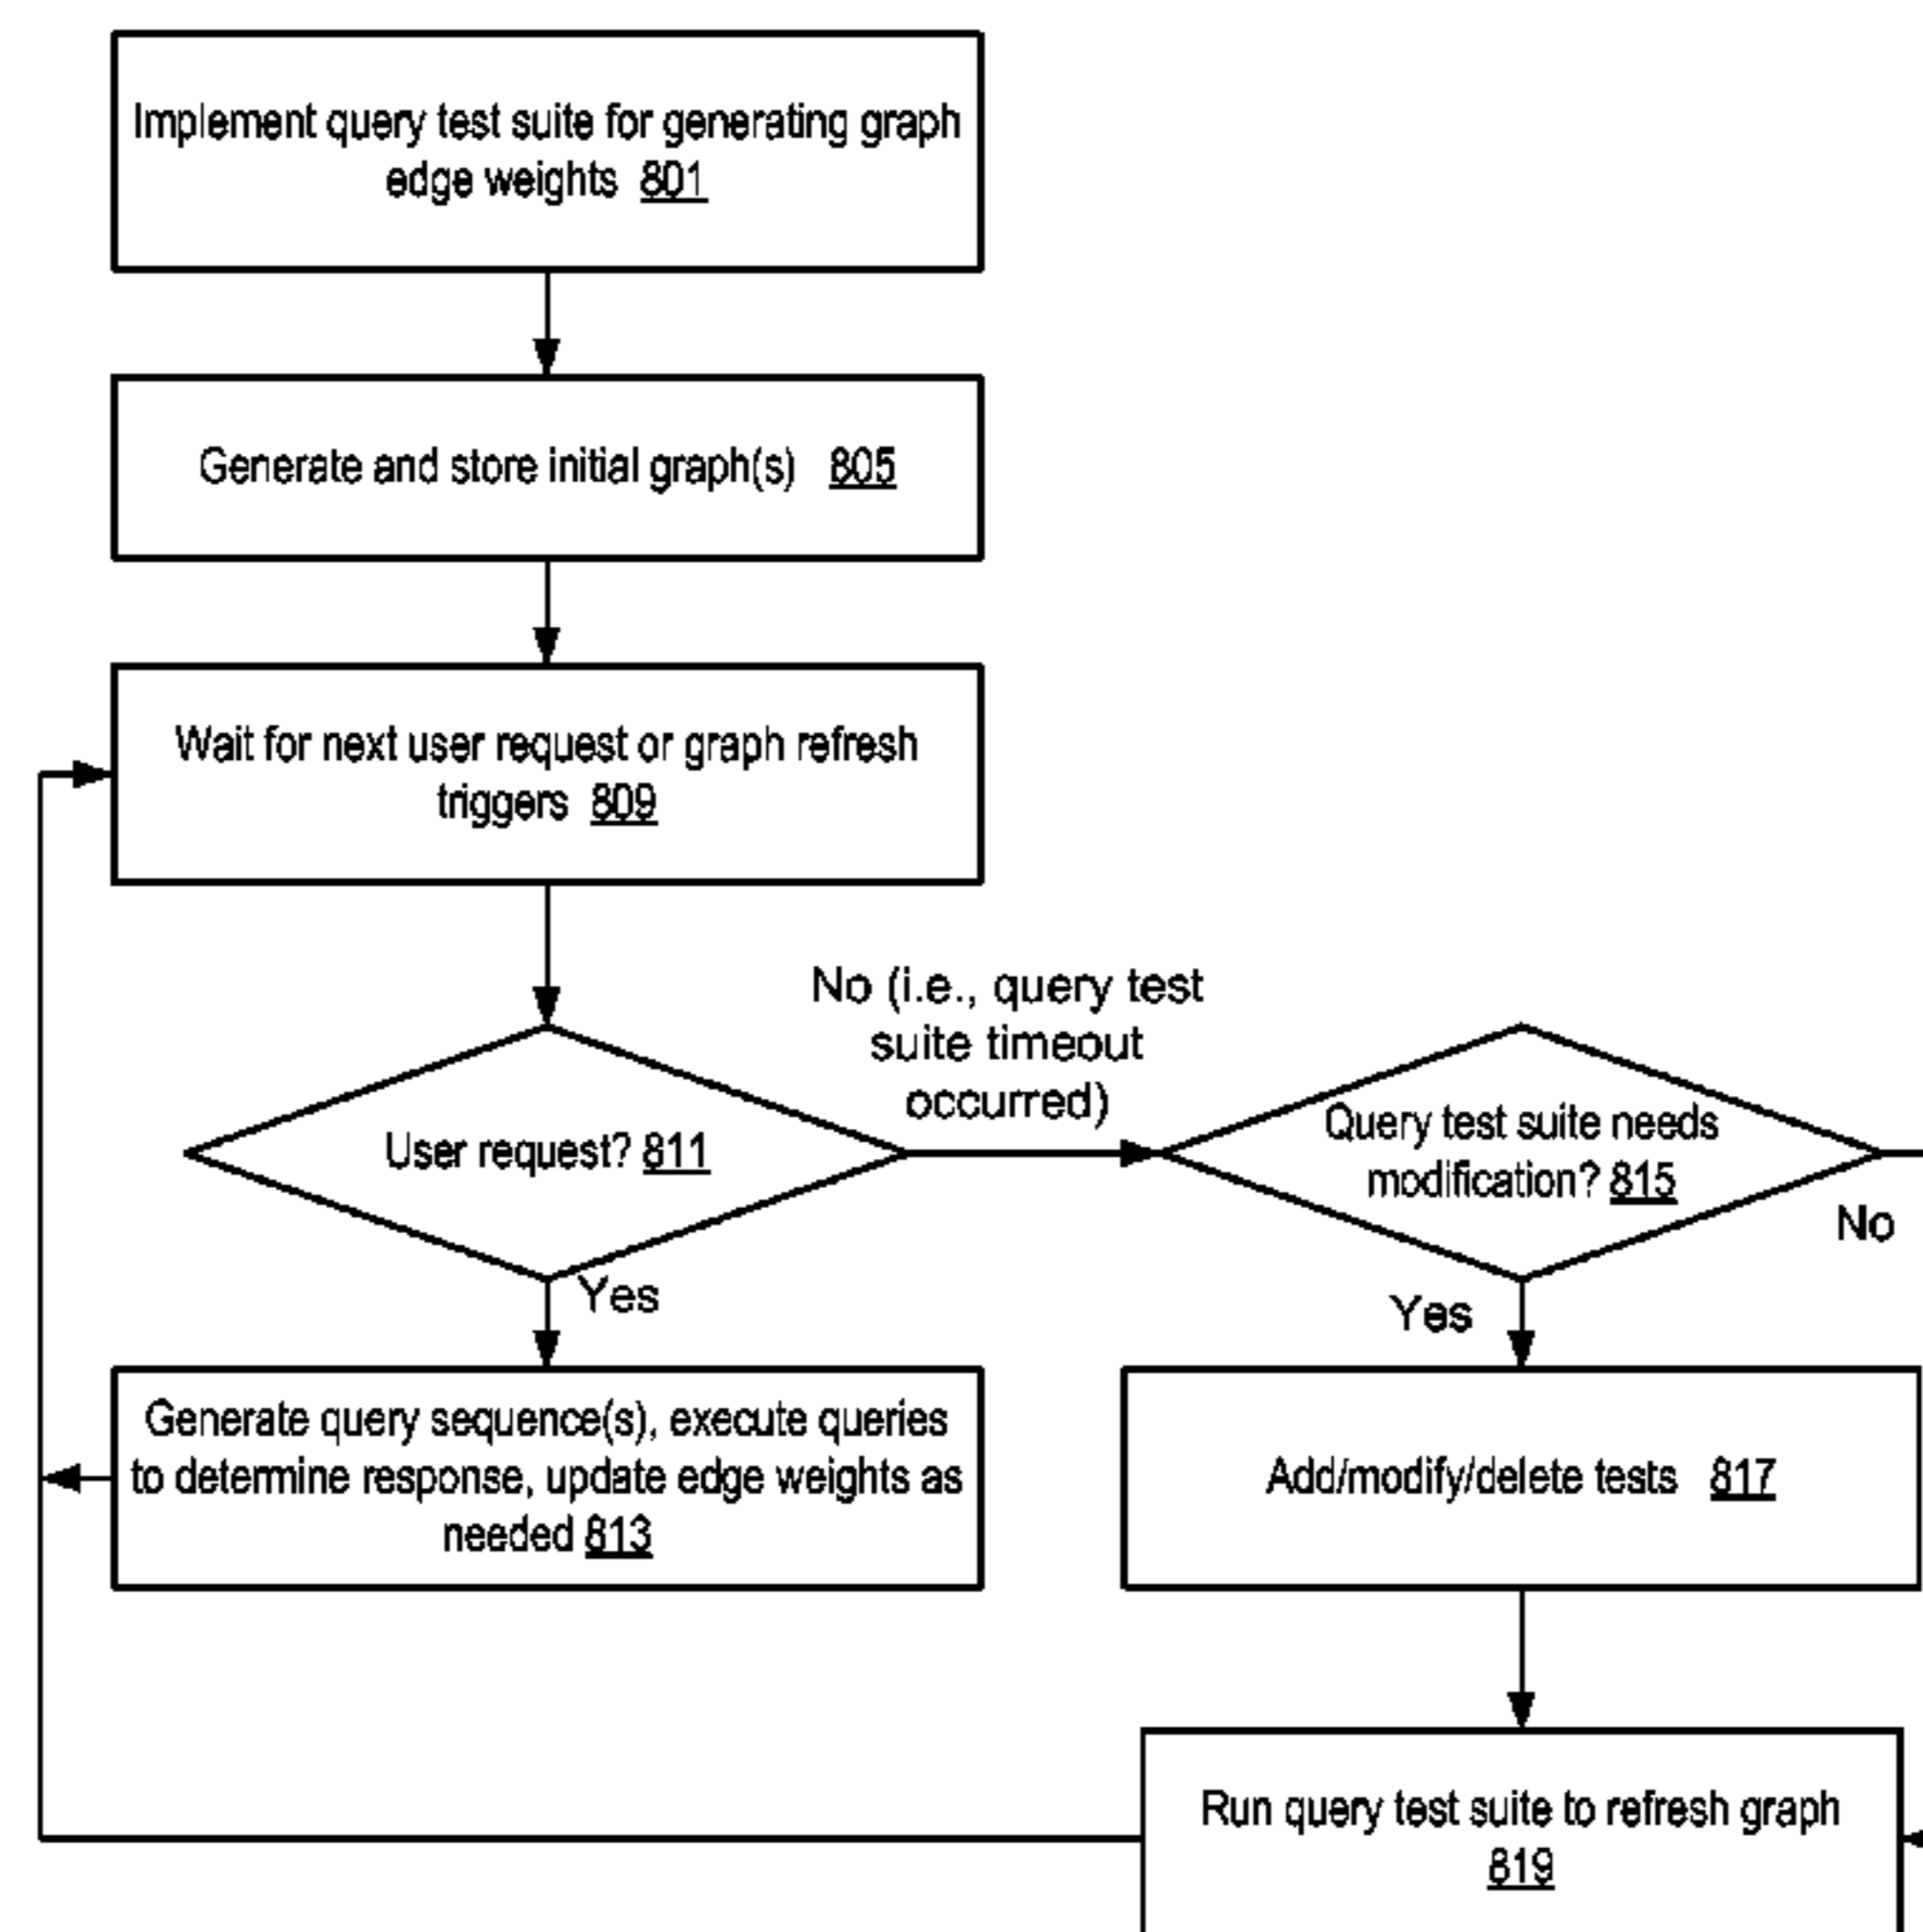 Implement query test suite for generating graph
edge weights 801
Generate and store initial graph(s) 805
Wait for next user request or graph refresh
triggers 809
No (i.e., query test
suite timeout
occurred)
User request? 811
Query test suite needs
modification? 815
No
Yes
Yes
Generate query sequence(s), execute queries
to determine response, update edge weights as
needed 813
Add/modify/delete tests 817
Run query test suite to refresh graph
819